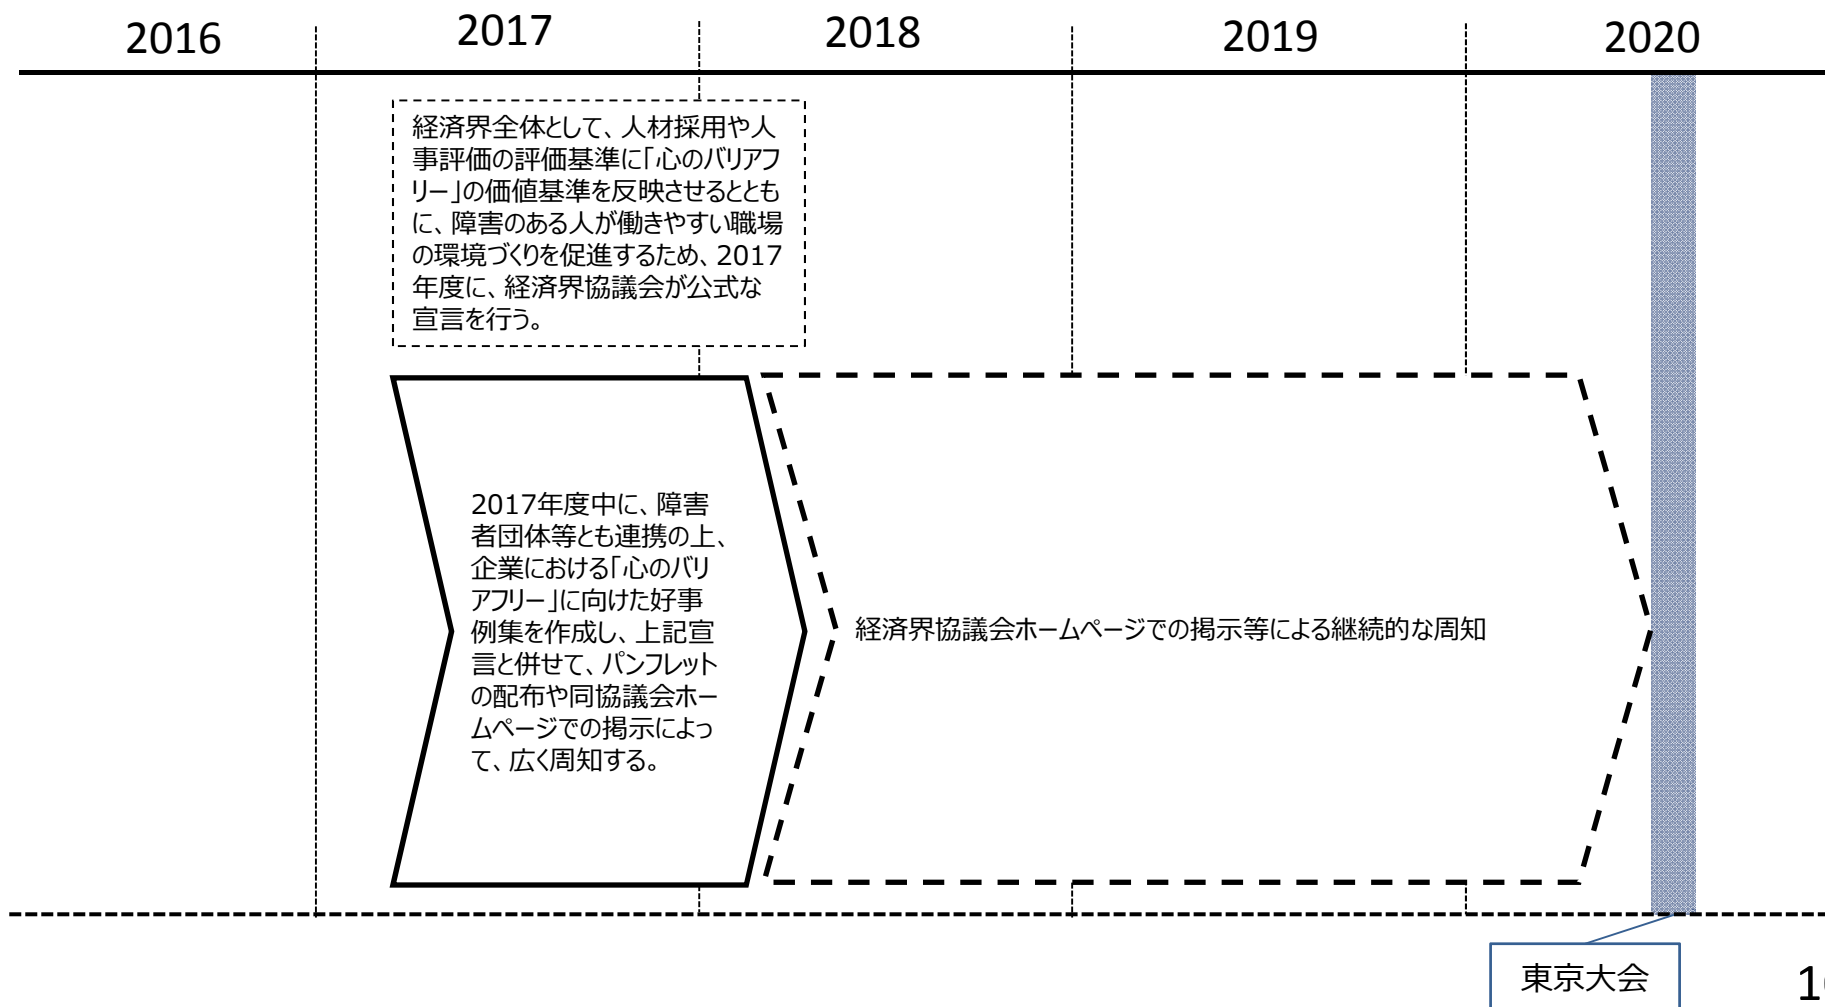 2016 2017 2018 2019 2020
経済界全体として、人材採用や人
事評価の評価基準に「心のバリアフ
リー」の価値基準を反映させるととも
に、障害のある人が働きやすい職場
の環境づくりを促進するため、2017
年度に、経済界協議会が公式な
宣言を行う。
2017年度中に、障害
者団体等とも連携の上、
企業における「心のバリ
アフリー」に向けた好事
例集を作成し、上記宣
言と併せて、パンフレット
の配布や同協議会ホー
ムページでの掲示によっ
て、広く周知する。
経済界協議会ホームページでの掲示等による継続的な周知
東京大会